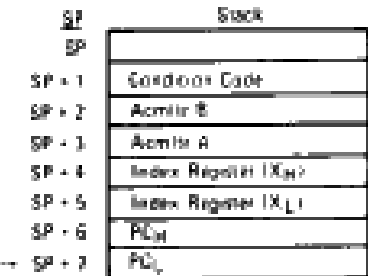 SP Stack
SP
SP + 1 Condition Code
SP + 2 Acmltr B
SP + 3 Acmltr A
SP + 4 Index Register (XH)
SP + 5 Index Register (XL)
SP + 6 PCH
→ SP + 7 PCL